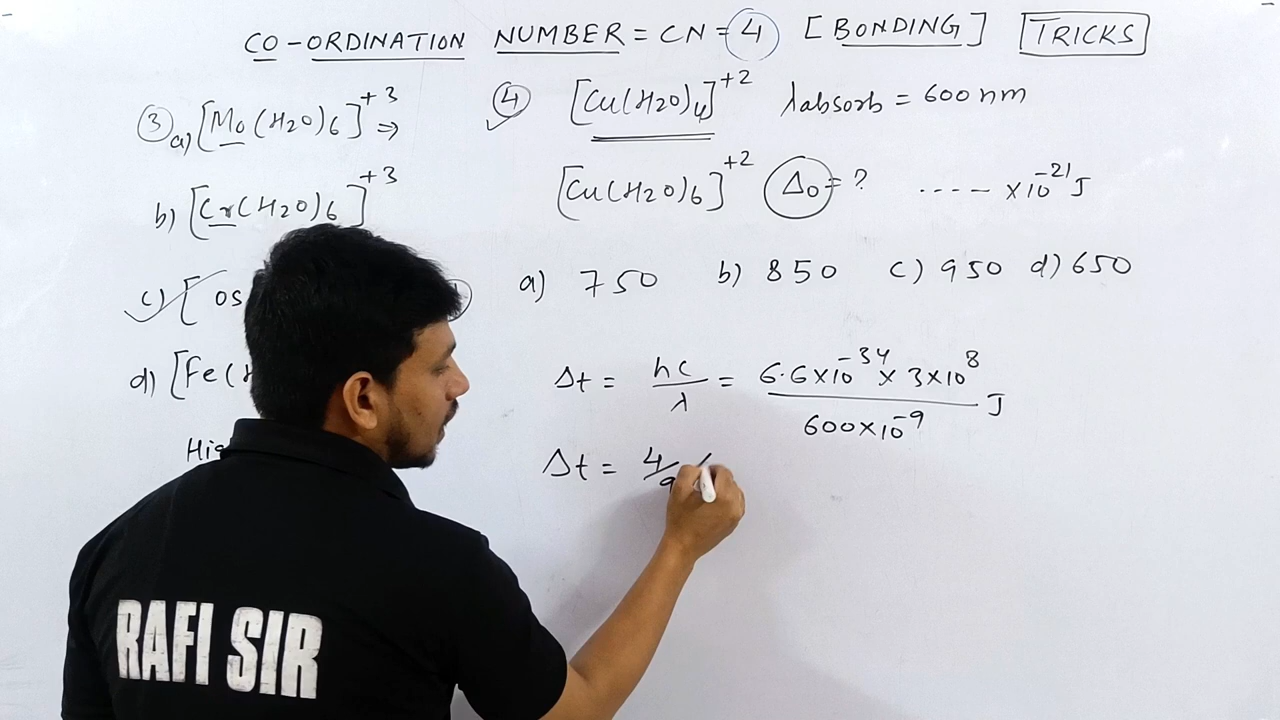 CO-ORDINATION NUMBER = CN = 4 [BONDING] TRICKS
③ a) [Mo(H2O)6]+3 ⇒
b) [Cr(H2O)6]+3
c) [Os
d) [Fe(H
④ [Cu(H2O)4]+2 λabsorb = 600 nm
[Cu(H2O)6]+2 Δo = ? ---- ×10-21 J
a) 750 b) 850 c) 950 d) 650
Δt = hc/λ = 6.6×10-34 × 3×108 / 600×10-9 J
Δt = 4/9
RAFI SIR